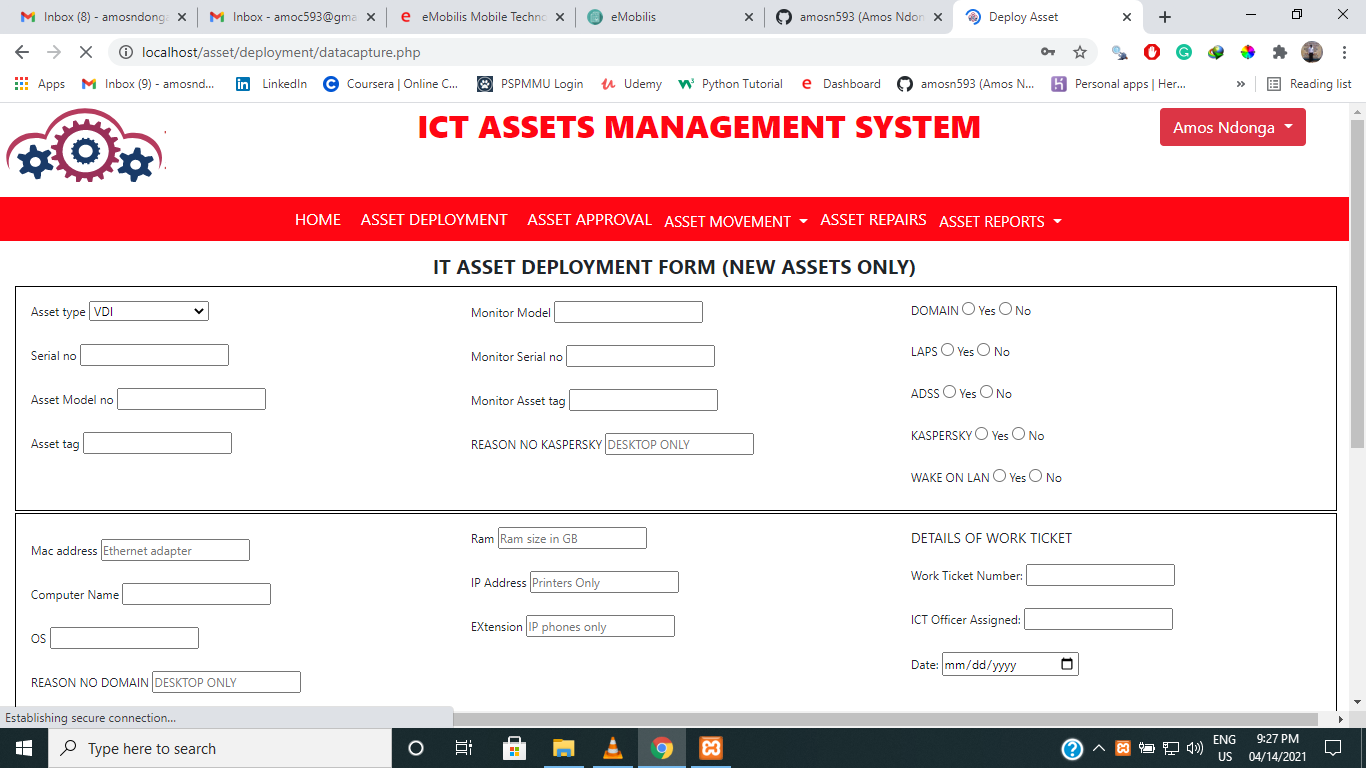 Inbox (8) - amosndonga
Inbox - amoc593@gma
eMobilis Mobile Techno
eMobilis
amosn593 (Amos Ndon
Deploy Asset
localhost/asset/deployment/datacapture.php
Apps
Inbox (9) - amosnd...
LinkedIn
Coursera | Online C...
PSPMMU Login
Udemy
Python Tutorial
Dashboard
amosn593 (Amos N...
Personal apps | Her...
»
Reading list
ICT ASSETS MANAGEMENT SYSTEM
Amos Ndonga
HOME
ASSET DEPLOYMENT
ASSET APPROVAL
ASSET MOVEMENT
ASSET REPAIRS
ASSET REPORTS
IT ASSET DEPLOYMENT FORM (NEW ASSETS ONLY)
Asset type VDI
Serial no
Asset Model no
Asset tag
Monitor Model
Monitor Serial no
Monitor Asset tag
REASON NO KASPERSKY DESKTOP ONLY
DOMAIN Yes No
LAPS Yes No
ADSS Yes No
KASPERSKY Yes No
WAKE ON LAN Yes No
Mac address Ethernet adapter
Computer Name
OS
REASON NO DOMAIN DESKTOP ONLY
Ram Ram size in GB
IP Address Printers Only
EXtension IP phones only
DETAILS OF WORK TICKET
Work Ticket Number:
ICT Officer Assigned:
Date: mm/dd/yyyy
Establishing secure connection...
Type here to search
ENG
US
9:27 PM
04/14/2021